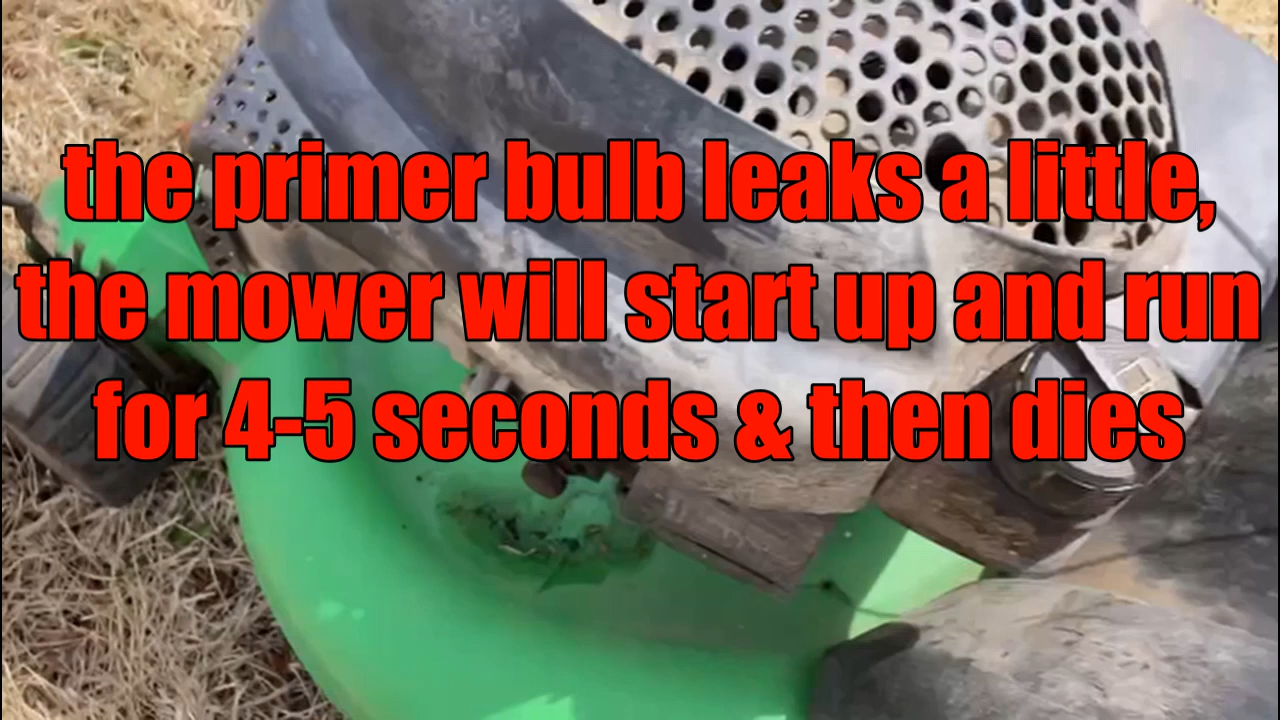 the primer bulb leaks a little,
the mower will start up and run
for 4-5 seconds & then dies